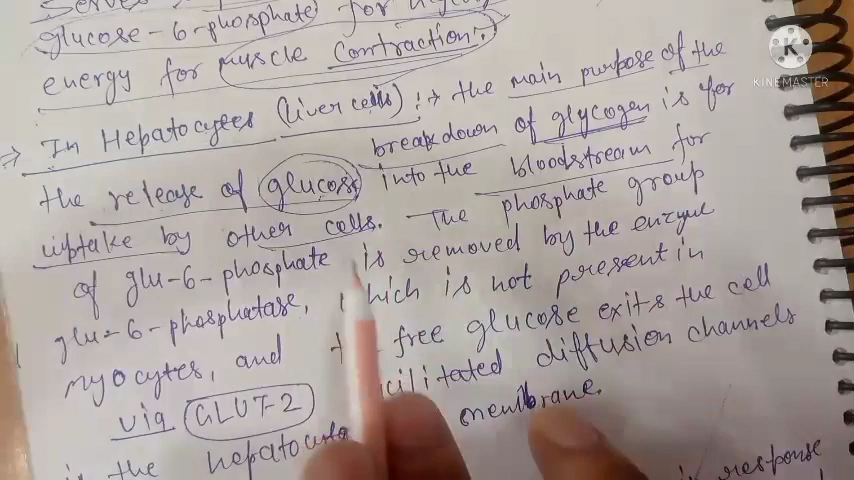 glucose-6-phosphate for
energy for muscle contraction.
⇒ In Hepatocytes (liver cells) :→ the main purpose of the
breakdown of glycogen is for
the release of glucose into the bloodstream for
uptake by other cells. The phosphate group
of glu-6-phosphate is removed by the enzyme
glu-6-phosphatase, which is not present in
myocytes, and free glucose exits the cell
via GLUT-2 facilitated diffusion channels
in the hepatocyte membrane.
in response
KINEMASTER